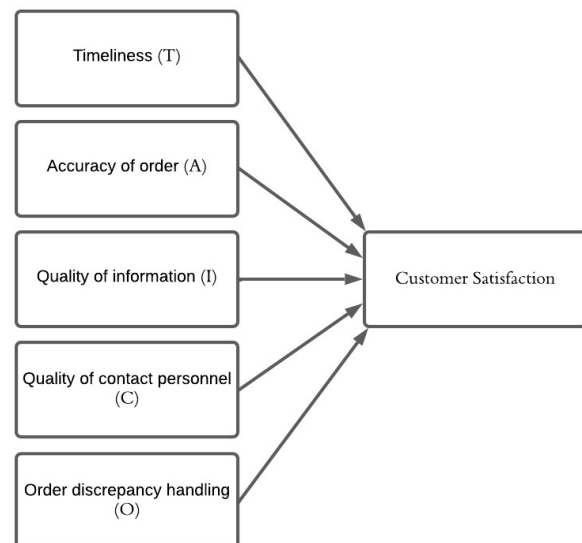 Timeliness (T)
Accuracy of order (A)
Quality of information (I)
Customer Satisfaction
Quality of contact personnel
(C)
Order discrepancy handling
(O)